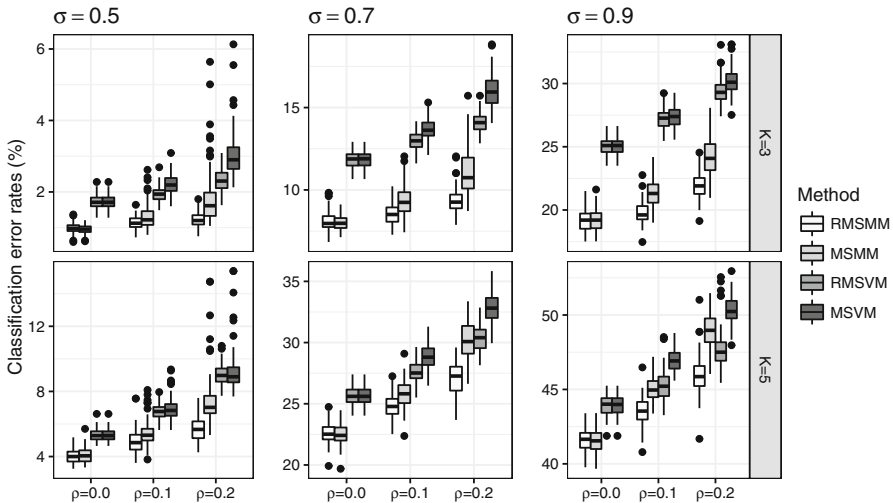 σ = 0.5
σ = 0.7
σ = 0.9
Classification error rates (%)
6
4
2
15
10
30
25
20
K=3
12
8
4
35
30
25
20
50
45
40
K=5
ρ=0.0
ρ=0.1
ρ=0.2
ρ=0.0
ρ=0.1
ρ=0.2
ρ=0.0
ρ=0.1
ρ=0.2
Method
RMSMM
MSMM
RMSVM
MSVM